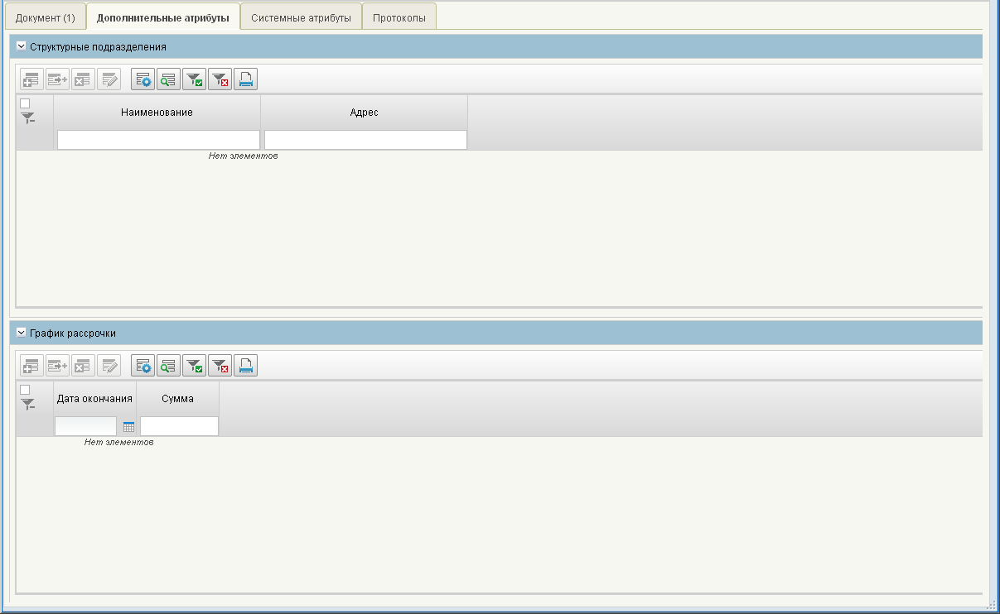 Документ (1) Дополнительные атрибуты Системные атрибуты Протоколы
Структурные подразделения
Наименование Адрес
Нет элементов
График рассрочки
Дата окончания Сумма
Нет элементов